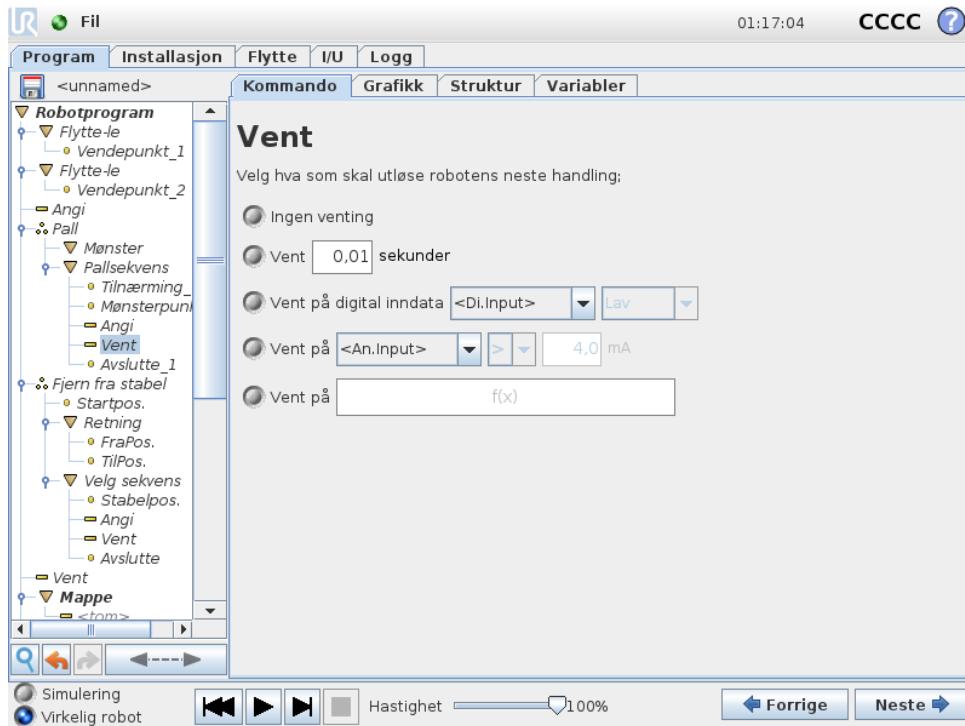 UR Fil 01:17:04 CCCC ?
Program Installasjon Flytte I/U Logg
<unnamed>
Kommando Grafikk Struktur Variabler
Robotprogram
Flytte-le
Vendepunkt_1
Flytte-le
Vendepunkt_2
Angi
Pall
Mønster
Pallsekvens
Tilnærming_
Mønsterpun
Angi
Vent
Avslutte_1
Fjern fra stabel
Startpos.
Retning
FraPos.
TilPos.
Velg sekvens
Stabelpos.
Angi
Vent
Avslutte
Vent
Mappe
<tom>
Vent
Velg hva som skal utløse robotens neste handling;
Ingen venting
Vent 0,01 sekunder
Vent på digital inndata <Di.Input> Lav
Vent på <An.Input> > 4,0 mA
Vent på f(x)
Simulering
Virkelig robot
Hastighet 100%
Forrige Neste